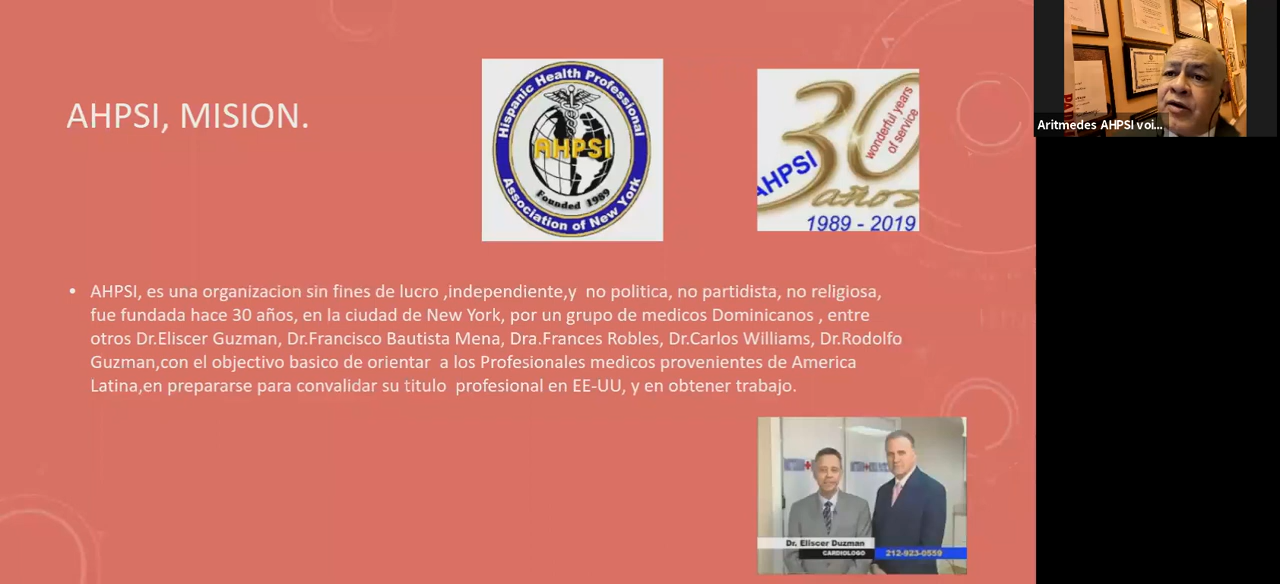 AHPSI, MISION.
Hispanic Health Professional
AHPSI
Founded 1989
Association of New York
30
wonderful years
of service
AHPSI
años
1989 - 2019
Aritmedes AHPSI voi...
• AHPSI, es una organizacion sin fines de lucro ,independiente,y no politica, no partidista, no religiosa,
fue fundada hace 30 años, en la ciudad de New York, por un grupo de medicos Dominicanos , entre
otros Dr.Eliscer Guzman, Dr.Francisco Bautista Mena, Dra.Frances Robles, Dr.Carlos Williams, Dr.Rodolfo
Guzman,con el objectivo basico de orientar a los Profesionales medicos provenientes de America
Latina,en prepararse para convalidar su titulo profesional en EE-UU, y en obtener trabajo.
Dr. Eliscer Duzman
CARDIOLOGO
212-923-0559